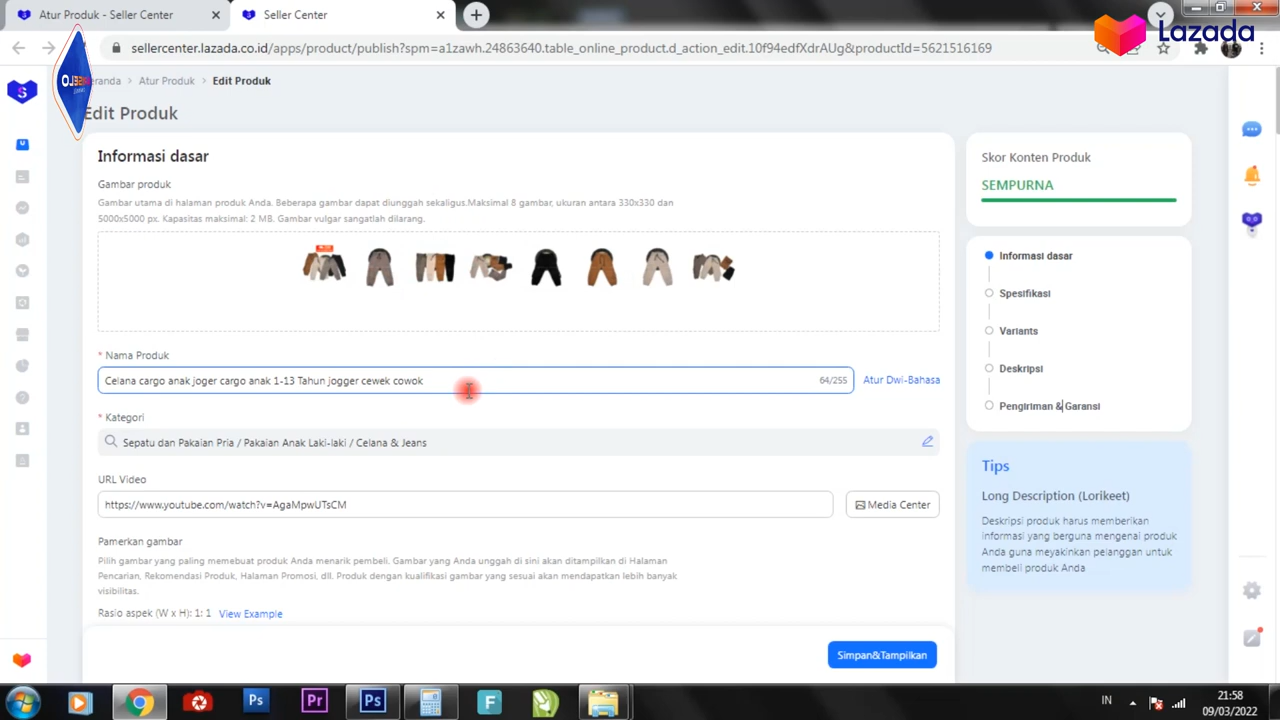 Atur Produk - Seller Center
Seller Center
sellercenter.lazada.co.id/apps/product/publish?spm=a1zawh.24863640.table_online_product.d_action_edit.10f94edfXdrAUg&productId=5621516169
Lazada
Atur Produk > Edit Produk
Edit Produk
Informasi dasar
Gambar produk
Gambar utama di halaman produk Anda. Beberapa gambar dapat diunggah sekaligus.Maksimal 8 gambar, ukuran antara 330x330 dan
5000x5000 ps. Kapasitas maksimal: 2 MB. Gambar vulgar sangatlah dilarang.
* Nama Produk
Celana cargo anak joger cargo anak 1-13 Tahun jogger cewek cowok
64/255
Atur Dwi-Bahasa
* Kategori
Sepatu dan Pakaian Pria / Pakaian Anak Laki-laki / Celana & Jeans
URL Video
https://www.youtube.com/watch?v=AgaMpwUTsCM
Media Center
Pamerkan gambar
Pilih gambar yang paling memebuat produk Anda menarik pembeli. Gambar yang Anda unggah di sini akan ditampilkan di Halaman
Pencarian, Rekomendasi Produk, Halaman Promosi, dll. Produk dengan kualifikasi gambar yang sesuai akan mendapatkan lebih banyak
visibilitas.
Rasio aspek (W x H): 1: 1 View Example
Simpan&Tampilkan
Skor Konten Produk
SEMPURNA
Informasi dasar
Spesifikasi
Variants
Deskripsi
Pengiriman & Garansi
Tips
Long Description (Lorikeet)
Deskripsi produk harus memberikan
informasi yang berguna mengenai produk
Anda guna meyakinkan pelanggan untuk
membeli produk Anda
Ps
Pr
Ps
F
IN
21:58
09/03/2022